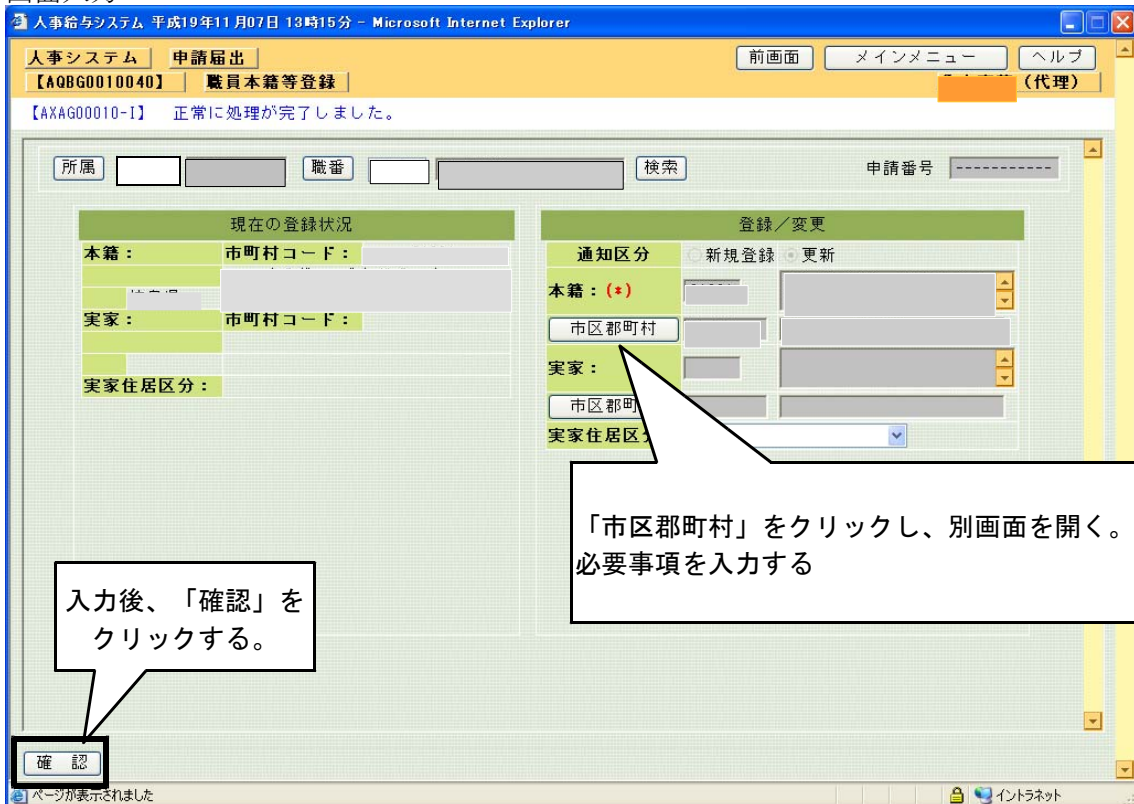 人事給与システム 平成19年11月07日 13時15分 - Microsoft Internet Explorer
人事システム 申請届出 前画面 メインメニュー ヘルプ
【AQBG0010040】 職員本籍等登録 (代理)
【AXAG00010-I】 正常に処理が完了しました。
所属 職番 検索 申請番号 -----------
現在の登録状況 登録／変更
本籍： 市町村コード： 通知区分 新規登録 更新
本籍：(*)
実家： 市町村コード： 市区郡町村
実家：
実家住居区分：
市区郡町
実家住居区
「市区郡町村」をクリックし、別画面を開く。
必要事項を入力する
入力後、「確認」を
クリックする。
確 認
ページが表示されました イントラネット